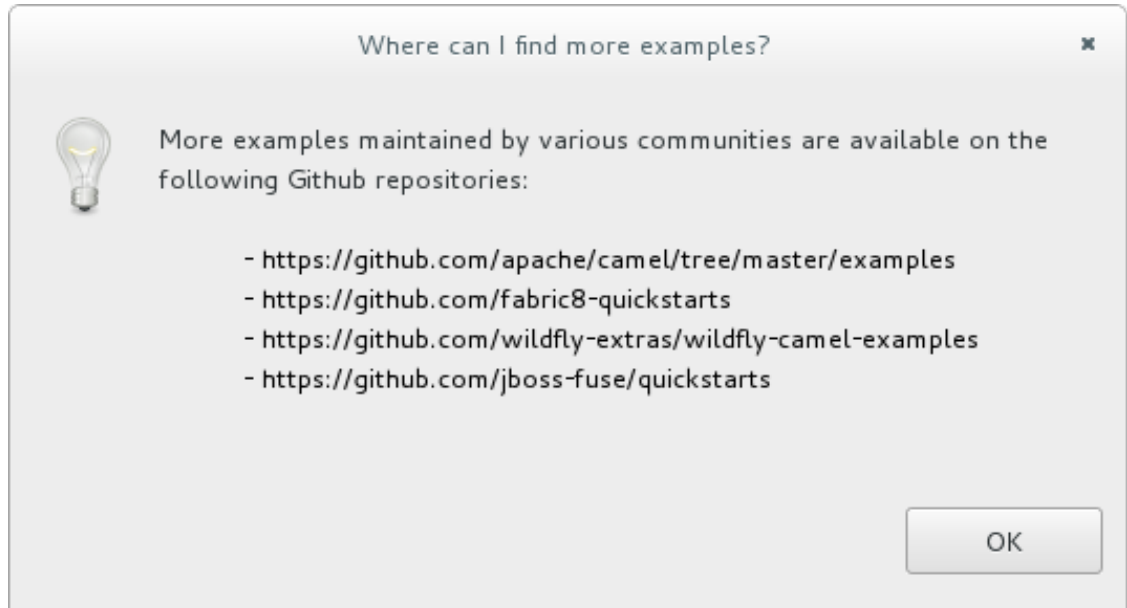 Where can I find more examples?
More examples maintained by various communities are available on the
following Github repositories:
- https://github.com/apache/camel/tree/master/examples
- https://github.com/fabric8-quickstarts
- https://github.com/wildfly-extras/wildfly-camel-examples
- https://github.com/jboss-fuse/quickstarts
OK